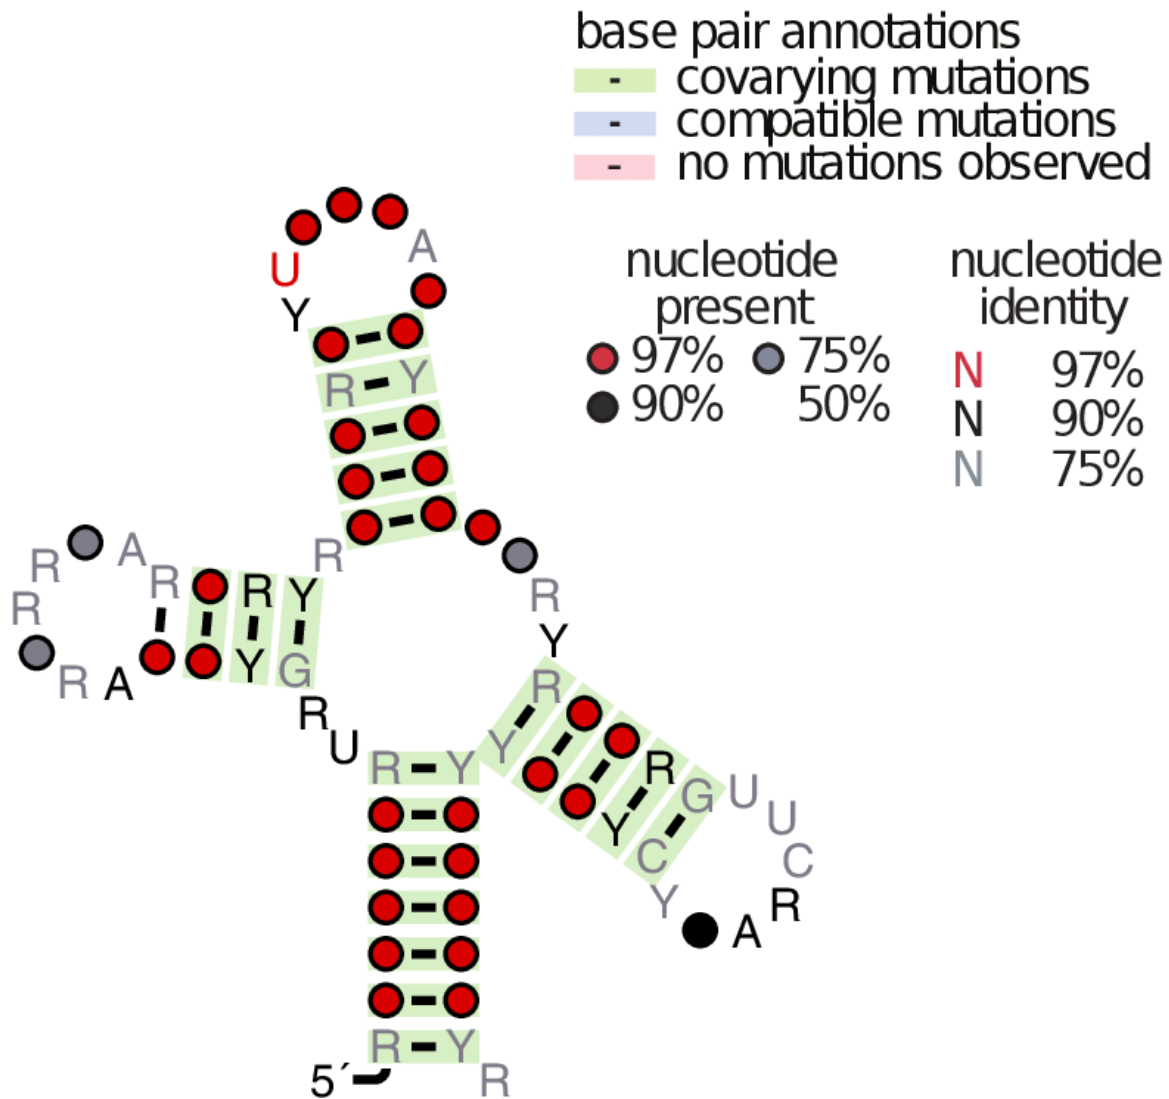 base pair annotations
- covarying mutations
- compatible mutations
- no mutations observed
nucleotide present
97% 75%
90% 50%
nucleotide identity
N 97%
N 90%
N 75%
A
U
Y
R - Y
R
R A R R Y
R
R A Y G
R
U
R
Y
R - Y Y
R
R G U
U
Y C
C
Y R
A
R - Y
5´ R